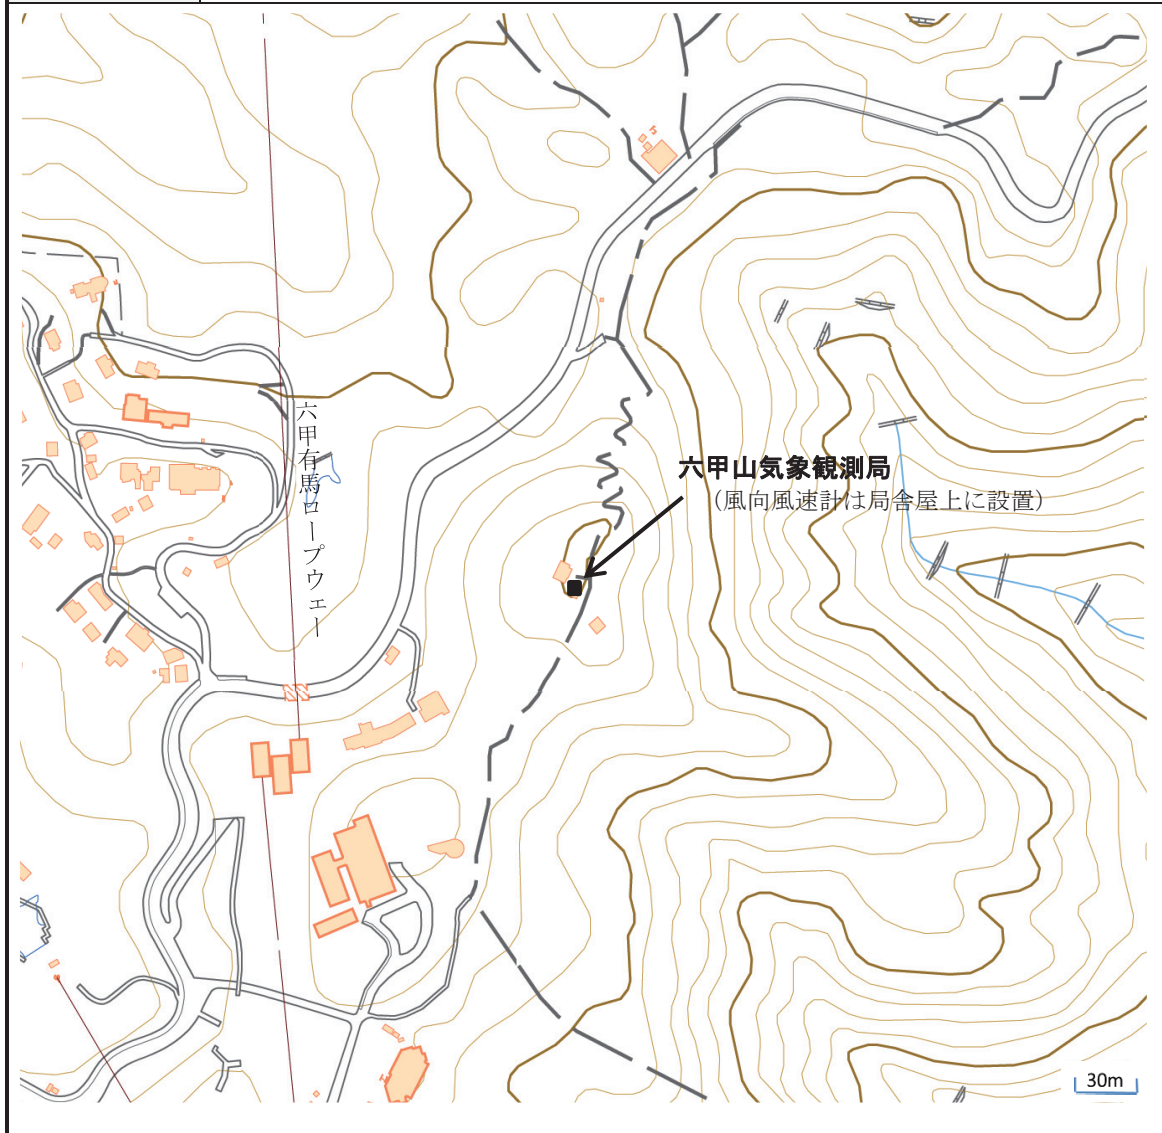 六甲有馬ロープウェー
六甲山気象観測局
（風向風速計は局舎屋上に設置）
30m